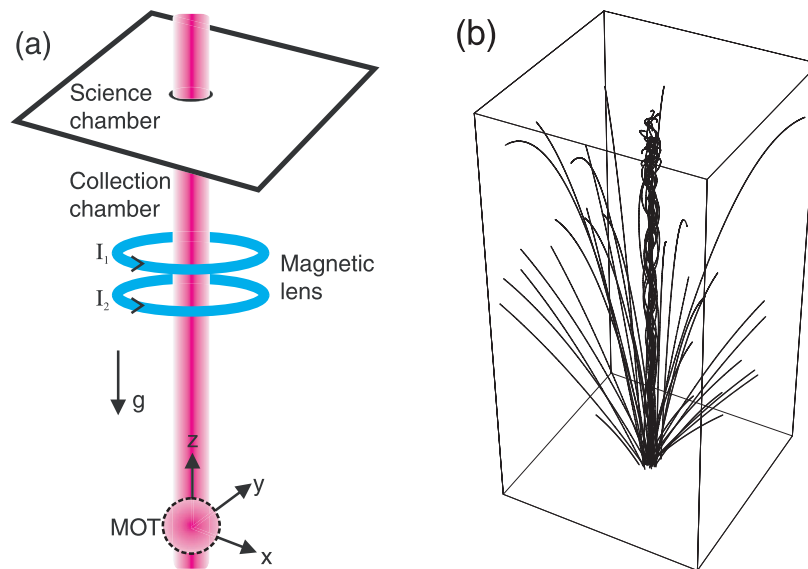 (a)
Science
chamber
Collection
chamber
I1
I2
Magnetic
lens
g
z
y
MOT
x
(b)